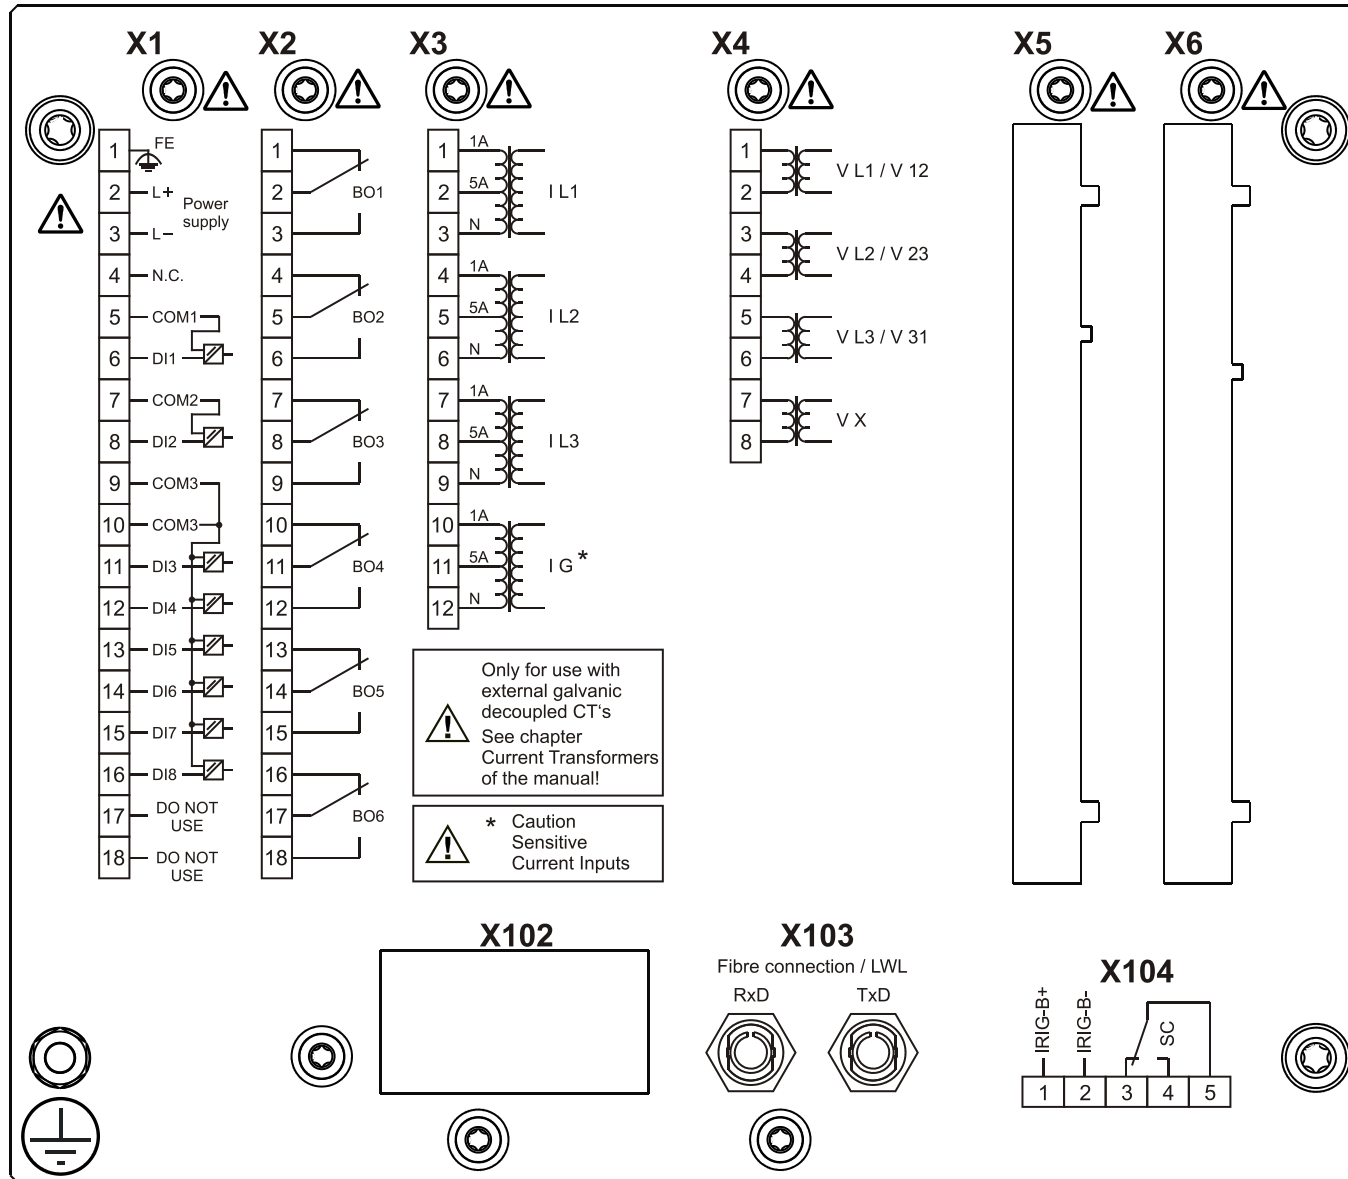 X1 X2 X3 X4 X5 X6
1 FE
2 L+
Power
supply
3 L−
4 N.C.
5 COM1
6 DI1
7 COM2
8 DI2
9 COM3
10 COM3
11 DI3
12 DI4
13 DI5
14 DI6
15 DI7
16 DI8
17 DO NOT
USE
18 DO NOT
USE
1
2 BO1
3
4
5 BO2
6
7
8 BO3
9
10
11 BO4
12
13
14 BO5
15
16
17 BO6
18
1 1A
2 5A I L1
3 N
4 1A
5 5A I L2
6 N
7 1A
8 5A I L3
9 N
10 1A
11 5A I G *
12 N
Only for use with
external galvanic
decoupled CT's
See chapter
Current Transformers
of the manual!
* Caution
Sensitive
Current Inputs
1
V L1 / V 12
2
3
V L2 / V 23
4
5
V L3 / V 31
6
7
V X
8
X102
X103
Fibre connection / LWL
RxD TxD
X104
IRIG-B+
IRIG-B-
SC
1 2 3 4 5